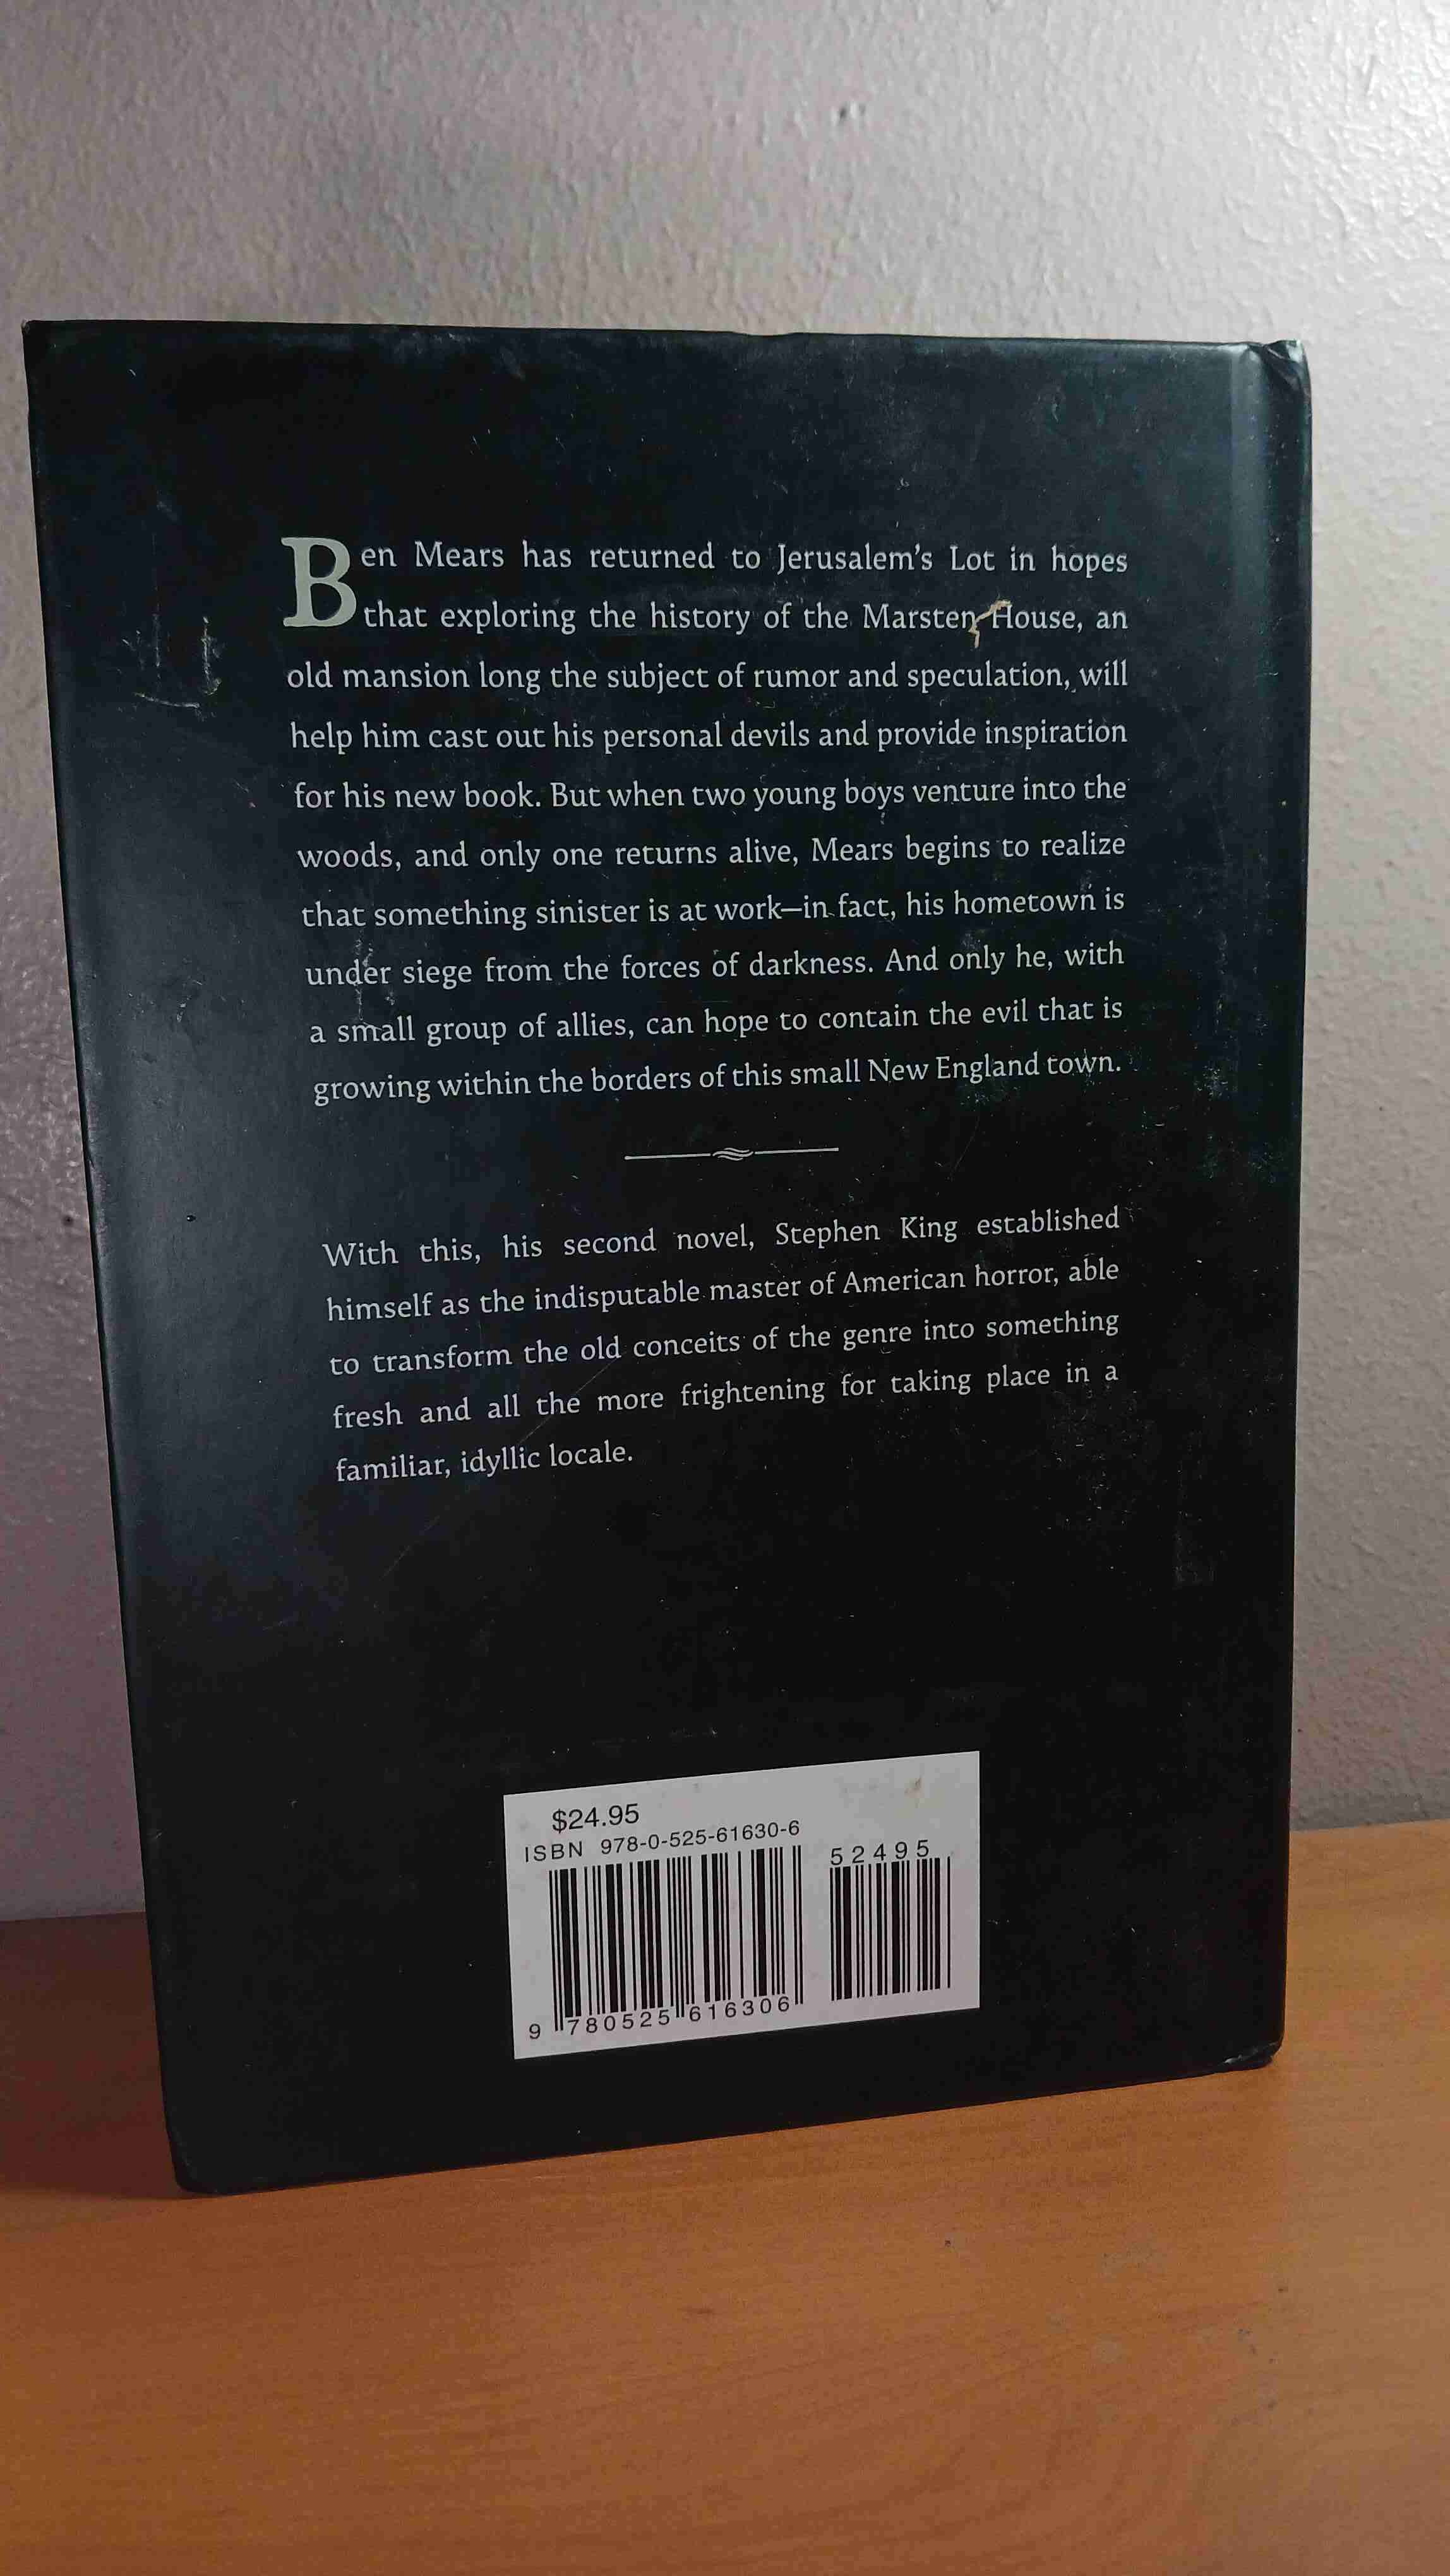 Ben Mears has returned to Jerusalem's Lot in hopes
that exploring the history of the Marsten House, an
old mansion long the subject of rumor and speculation, will
help him cast out his personal devils and provide inspiration
for his new book. But when two young boys venture into the
woods, and only one returns alive, Mears begins to realize
that something sinister is at work—in fact, his hometown is
under siege from the forces of darkness. And only he, with
a small group of allies, can hope to contain the evil that is
growing within the borders of this small New England town.
With this, his second novel, Stephen King established
himself as the indisputable master of American horror, able
to transform the old conceits of the genre into something
fresh and all the more frightening for taking place in a
familiar, idyllic locale.
$24.95
ISBN 978-0-525-61630-6
52495
9 780525 616306